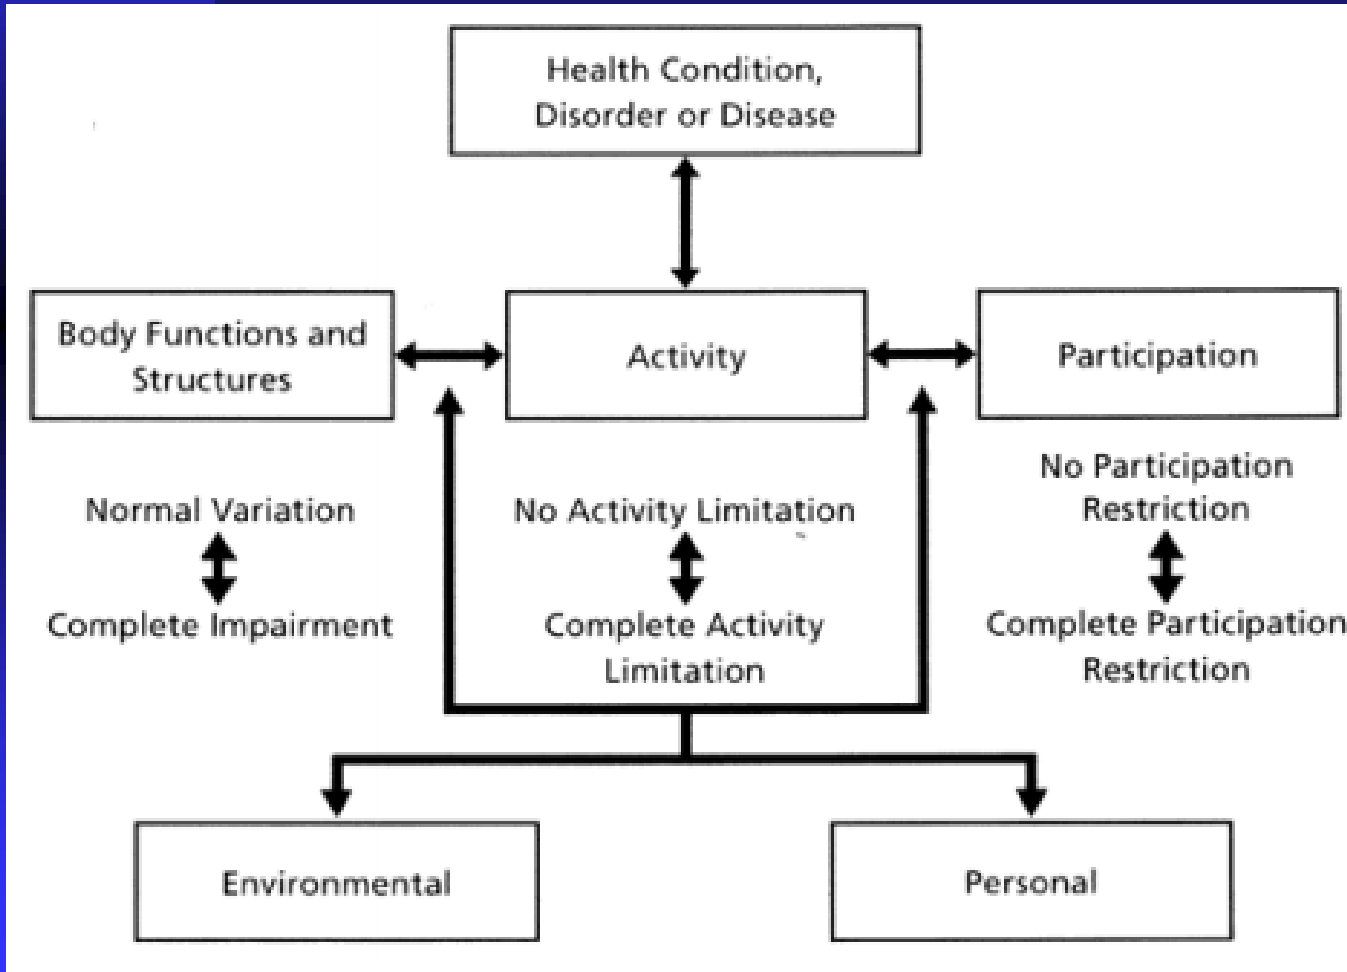 Health Condition,
Disorder or Disease
Body Functions and
Structures
Activity
Participation
Normal Variation
Complete Impairment
No Activity Limitation
Complete Activity
Limitation
No Participation
Restriction
Complete Participation
Restriction
Environmental
Personal